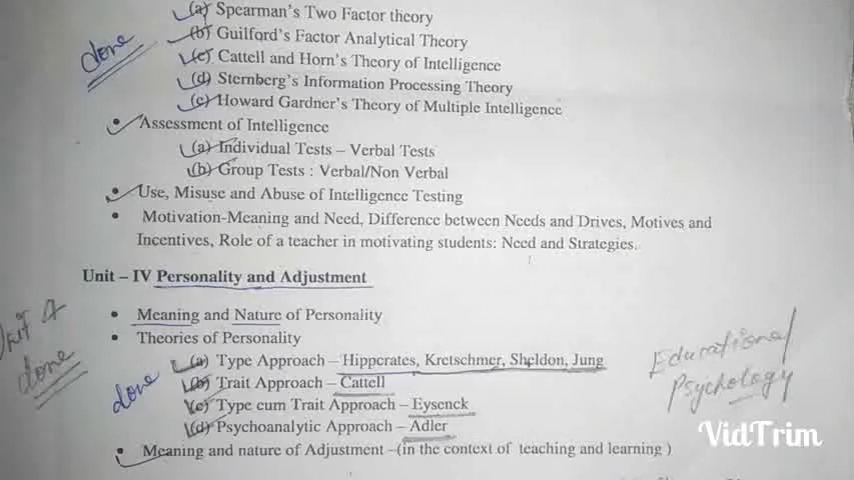 (a) Spearman's Two Factor theory
(b) Guilford's Factor Analytical Theory
(c) Cattell and Horn's Theory of Intelligence
(d) Sternberg's Information Processing Theory
(e) Howard Gardner's Theory of Multiple Intelligence
done
• Assessment of Intelligence
(a) Individual Tests – Verbal Tests
(b) Group Tests : Verbal/Non Verbal
• Use, Misuse and Abuse of Intelligence Testing
• Motivation-Meaning and Need, Difference between Needs and Drives, Motives and
Incentives, Role of a teacher in motivating students: Need and Strategies.
Unit – IV Personality and Adjustment
• Meaning and Nature of Personality
• Theories of Personality
(a) Type Approach – Hippcrates, Kretschmer, Sheldon, Jung
(b) Trait Approach – Cattell
(c) Type cum Trait Approach – Eysenck
(d) Psychoanalytic Approach – Adler
• Meaning and nature of Adjustment –(in the context of teaching and learning )
done
done
Educational
Psychology
VidTrim